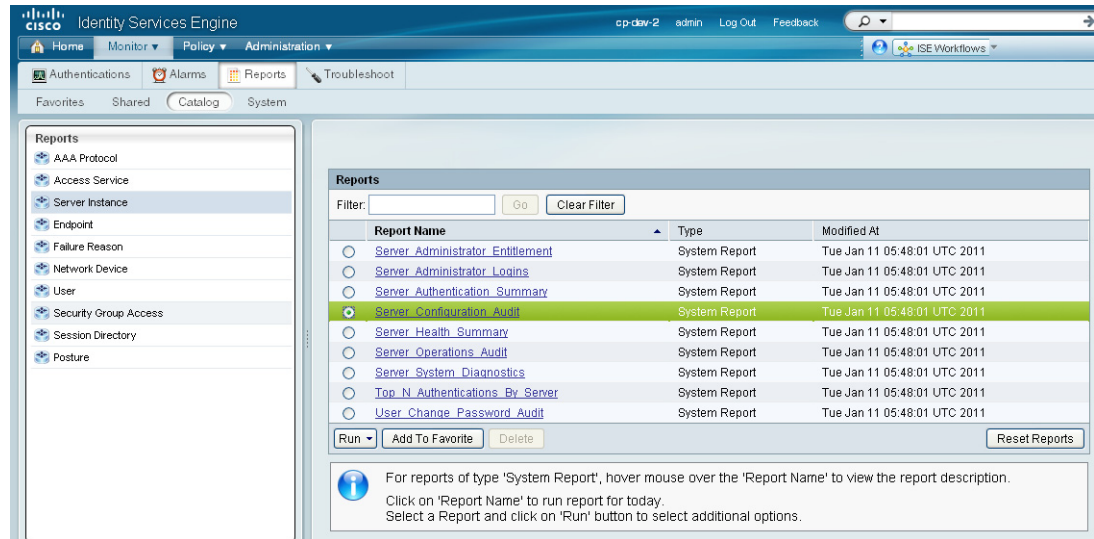 cisco Identity Services Engine cp-dev-2 admin Log Out Feedback
Home Monitor Policy Administration ISE Workflows
Authentications Alarms Reports Troubleshoot
Favorites Shared Catalog System
Reports
AAA Protocol
Access Service
Server Instance
Endpoint
Failure Reason
Network Device
User
Security Group Access
Session Directory
Posture
Reports
Filter: Go Clear Filter
Report Name Type Modified At
Server_Administrator_Entitlement System Report Tue Jan 11 05:48:01 UTC 2011
Server_Administrator_Logins System Report Tue Jan 11 05:48:01 UTC 2011
Server_Authentication_Summary System Report Tue Jan 11 05:48:01 UTC 2011
Server_Configuration_Audit System Report Tue Jan 11 05:48:01 UTC 2011
Server_Health_Summary System Report Tue Jan 11 05:48:01 UTC 2011
Server_Operations_Audit System Report Tue Jan 11 05:48:01 UTC 2011
Server_System_Diagnostics System Report Tue Jan 11 05:48:01 UTC 2011
Top_N_Authentications_By_Server System Report Tue Jan 11 05:48:01 UTC 2011
User_Change_Password_Audit System Report Tue Jan 11 05:48:01 UTC 2011
Run Add To Favorite Delete Reset Reports
For reports of type 'System Report', hover mouse over the 'Report Name' to view the report description.
Click on 'Report Name' to run report for today.
Select a Report and click on 'Run' button to select additional options.